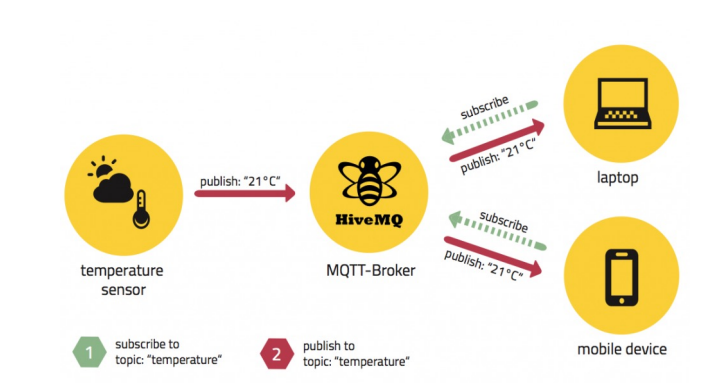 subscribe
publish: "21°C"
laptop
publish: "21°C"
HiveMQ
MQTT-Broker
temperature
sensor
subscribe
publish: "21°C"
mobile device
1
subscribe to
topic: "temperature"
2
publish to
topic: "temperature"